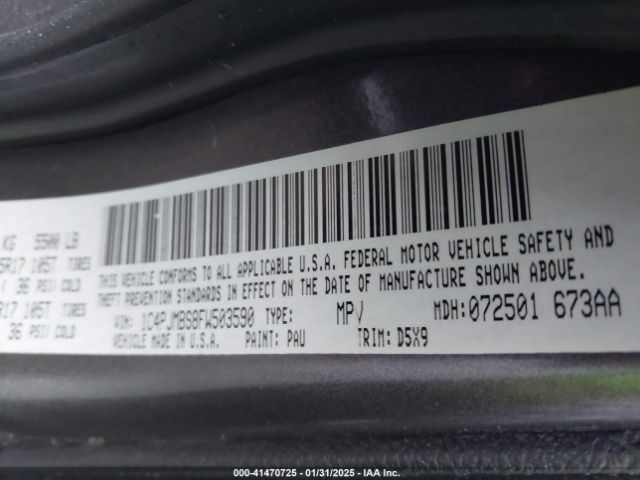 KG 5500 LB
5R17 105T TIRES
36 PSI/ COLD
R17 105T TIRES
36 PSI/ COLD
THIS VEHICLE CONFORMS TO ALL APPLICABLE U.S.A. FEDERAL MOTOR VEHICLE SAFETY AND
THEFT PREVENTION STANDARDS IN EFFECT ON THE DATE OF MANUFACTURE SHOWN ABOVE.
VIN: 1C4PJMBS8FW503590 TYPE: MPV MDH:072501 673AA
VEHICLE MADE IN U.S.A. PAINT: PAU TRIM: D5X9
000-41470725 - 01/31/2025 - IAA Inc.